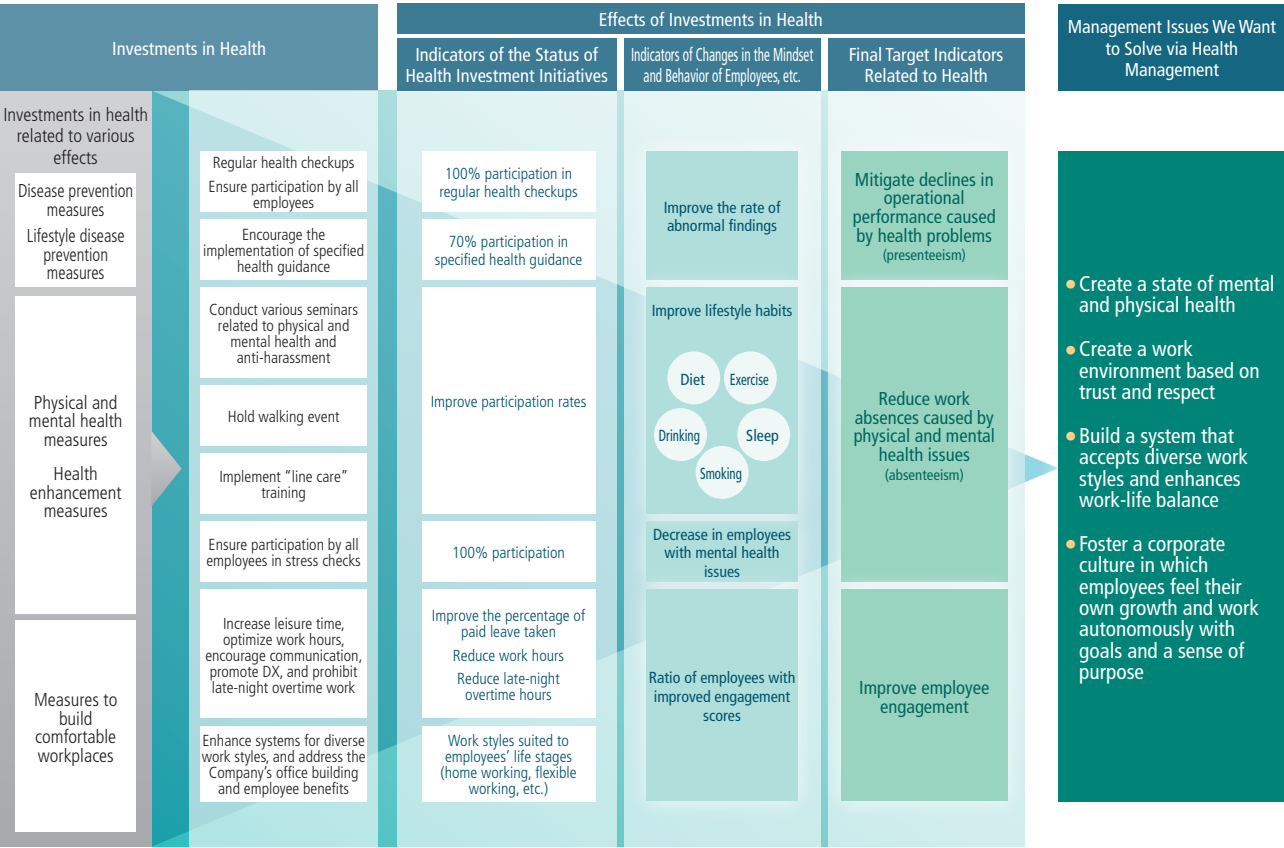 Investments in Health
Effects of Investments in Health
Indicators of the Status of
Health Investment Initiatives
Indicators of Changes in the Mindset
and Behavior of Employees, etc.
Final Target Indicators
Related to Health
Management Issues We Want
to Solve via Health
Management
Investments in health
related to various
effects
Disease prevention
measures
Lifestyle disease
prevention
measures
Physical and
mental health
measures
Health
enhancement
measures
Measures to
build
comfortable
workplaces
Regular health checkups
Ensure participation by all
employees
Encourage the
implementation of specified
health guidance
Conduct various seminars
related to physical and
mental health and
anti-harassment
Hold walking event
Implement “line care”
training
Ensure participation by all
employees in stress checks
Increase leisure time,
optimize work hours,
encourage communication,
promote DX, and prohibit
late-night overtime work
Enhance systems for diverse
work styles, and address the
Company’s office building
and employee benefits
100% participation in
regular health checkups
70% participation in
specified health guidance
Improve participation rates
100% participation
Improve the percentage of
paid leave taken
Reduce work hours
Reduce late-night
overtime hours
Work styles suited to
employees’ life stages
(home working, flexible
working, etc.)
Improve the rate of
abnormal findings
Improve lifestyle habits
Diet
Exercise
Drinking
Sleep
Smoking
Decrease in employees
with mental health
issues
Ratio of employees with
improved engagement
scores
Mitigate declines in
operational
performance caused
by health problems
(presenteeism)
Reduce work
absences caused by
physical and mental
health issues
(absenteeism)
Improve employee
engagement
• Create a state of mental
and physical health
• Create a work
environment based on
trust and respect
• Build a system that
accepts diverse work
styles and enhances
work-life balance
• Foster a corporate
culture in which
employees feel their
own growth and work
autonomously with
goals and a sense of
purpose